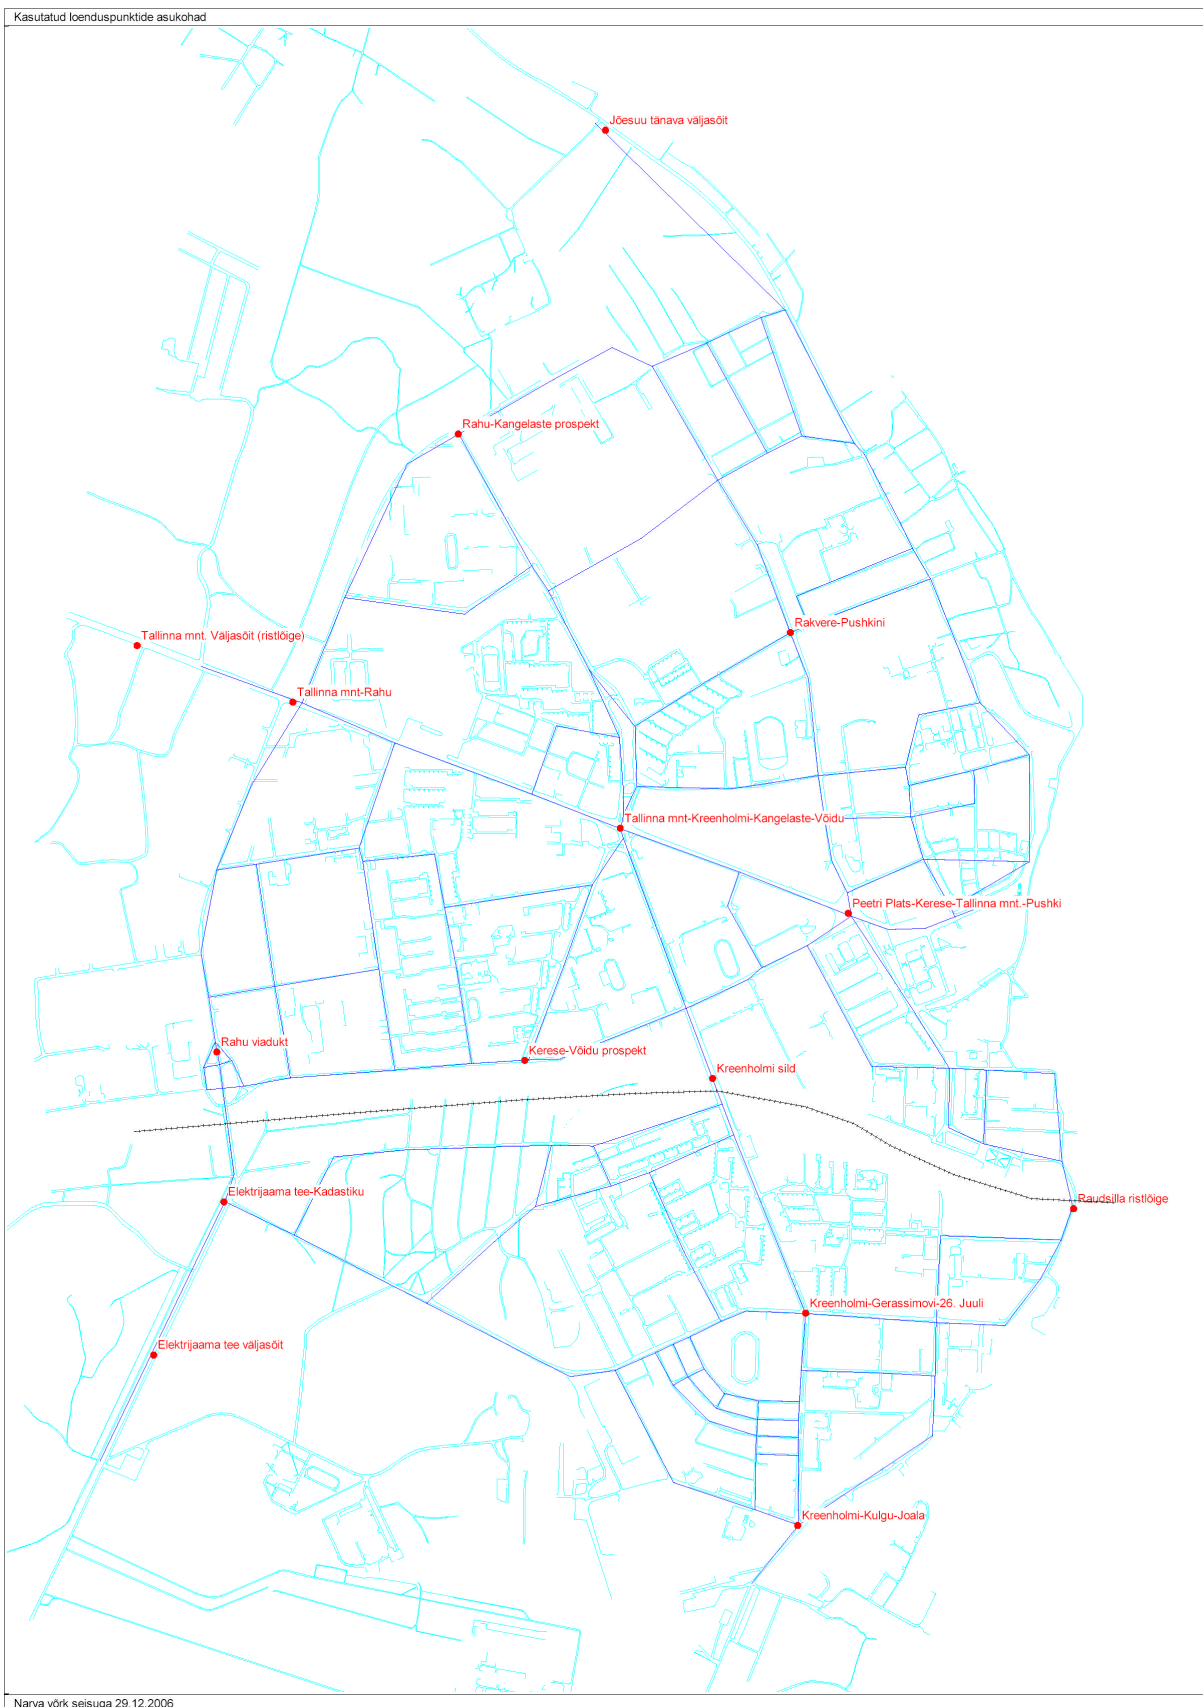 Kasutatud loenduspunktide asukohad
Jõesuu tänava väljasõit
Rahu-Kangelaste prospekt
Rakvere-Pushkini
Tallinna mnt. Väljasõit (ristlõige)
Tallinna mnt-Rahu
Tallinna mnt-Kreenholmi-Kangelaste-Võidu
Peetri Plats-Kerese-Tallinna mnt.-Pushki
Rahu viadukt
Kerese-Võidu prospekt
Kreenholmi sild
Elektrijaama tee-Kadastiku
Raudsilla ristlõige
Kreenholmi-Gerassimovi-26. Juuli
Elektrijaama tee väljasõit
Kreenholmi-Kulgu-Joala
Narva võrk seisuga 29.12.2006